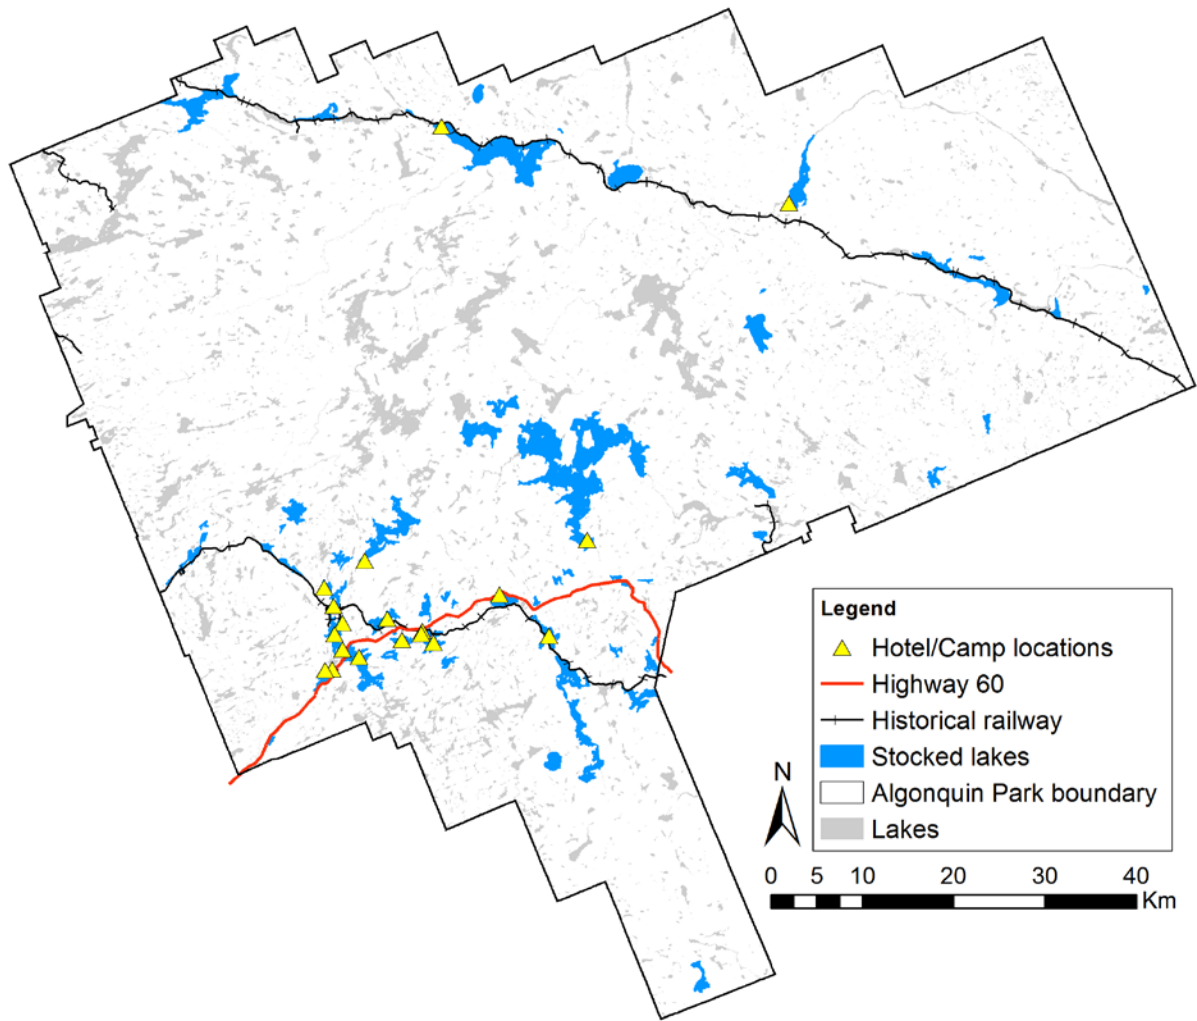 Legend
Hotel/Camp locations
Highway 60
Historical railway
Stocked lakes
Algonquin Park boundary
Lakes
N
0 5 10 20 30 40
Km